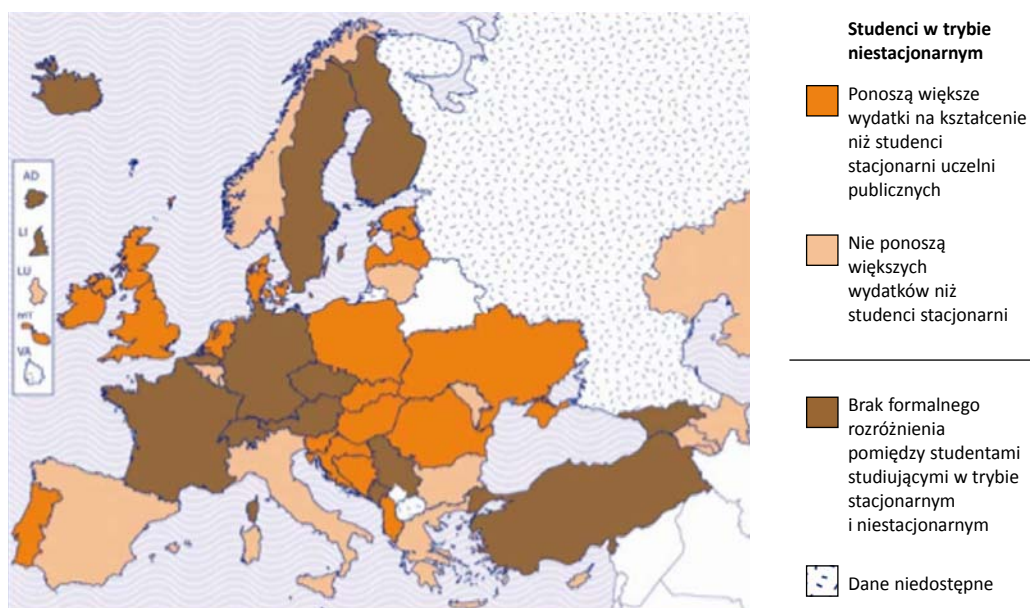 AD
LI
LU
MT
VA
Studenci w trybie
niestacjonarnym
Ponoszą większe
wydatki na kształcenie
niż studenci
stacjonarni uczelni
publicznych
Nie ponoszą
większych
wydatków niż
studenci stacjonarni
Brak formalnego
rozróżnienia
pomiędzy studentami
studiującymi w trybie
stacjonarnym
i niestacjonarnym
Dane niedostępne